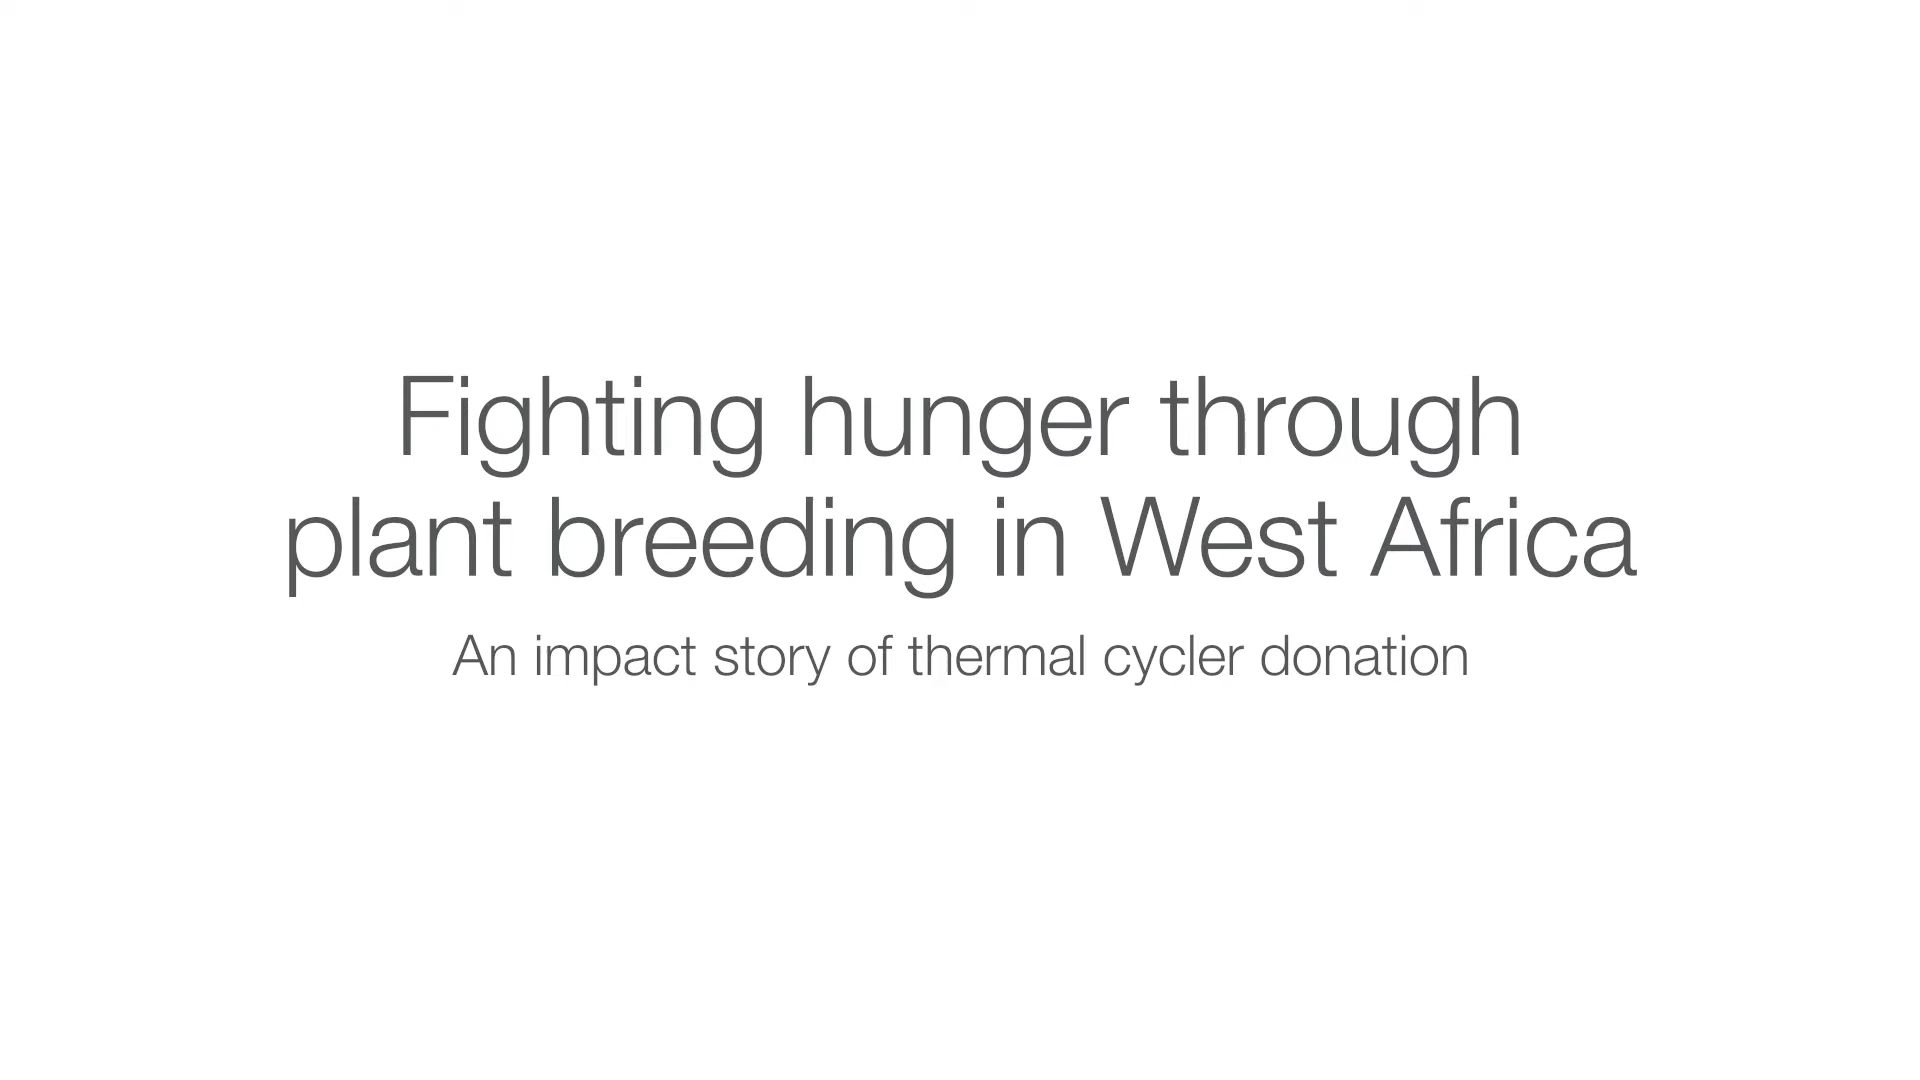 Fighting hunger through
plant breeding in West Africa
An impact story of thermal cycler donation